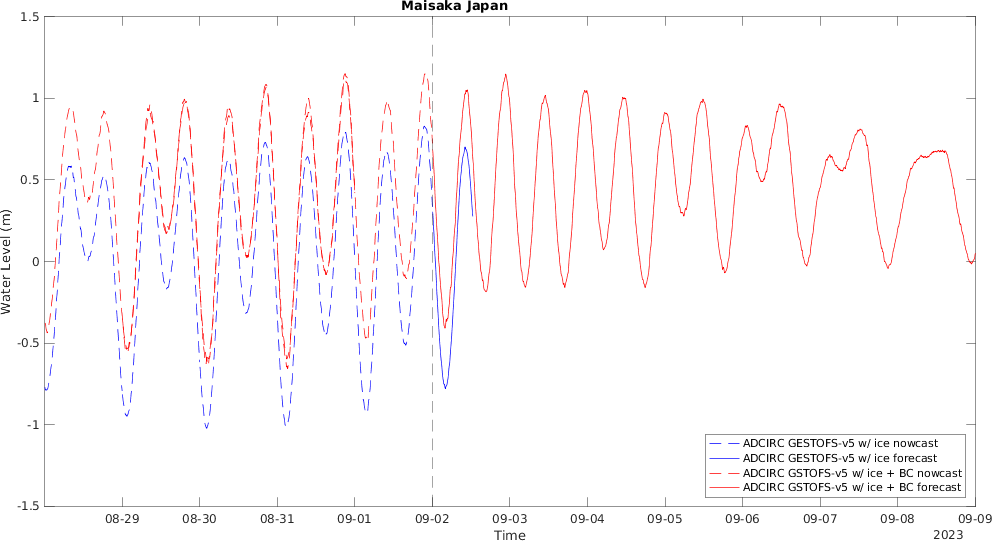 Maisaka Japan
1.5
1
0.5
0
-0.5
-1
-1.5
Water Level (m)
ADCIRC GESTOFS-v5 w/ ice nowcast
ADCIRC GESTOFS-v5 w/ ice forecast
ADCIRC GSTOFS-v5 w/ ice + BC nowcast
ADCIRC GSTOFS-v5 w/ ice + BC forecast
08-29 08-30 08-31 09-01 09-02 09-03 09-04 09-05 09-06 09-07 09-08 09-09
Time
2023